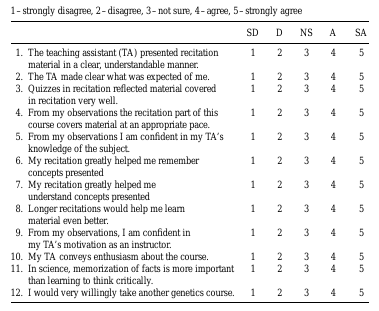 1 – strongly disagree, 2 – disagree, 3 – not sure, 4 – agree, 5 – strongly agree
SD D NS A SA
1. The teaching assistant (TA) presented recitation 1 2 3 4 5
material in a clear, understandable manner.
2. The TA made clear what was expected of me. 1 2 3 4 5
3. Quizzes in recitation reflected material covered 1 2 3 4 5
in recitation very well.
4. From my observations the recitation part of this 1 2 3 4 5
course covers material at an appropriate pace.
5. From my observations I am confident in my TA's 1 2 3 4 5
knowledge of the subject.
6. My recitation greatly helped me remember 1 2 3 4 5
concepts presented
7. My recitation greatly helped me 1 2 3 4 5
understand concepts presented
8. Longer recitations would help me learn 1 2 3 4 5
material even better.
9. From my observations, I am confident in 1 2 3 4 5
my TA's motivation as an instructor.
10. My TA conveys enthusiasm about the course. 1 2 3 4 5
11. In science, memorization of facts is more important 1 2 3 4 5
than learning to think critically.
12. I would very willingly take another genetics course. 1 2 3 4 5